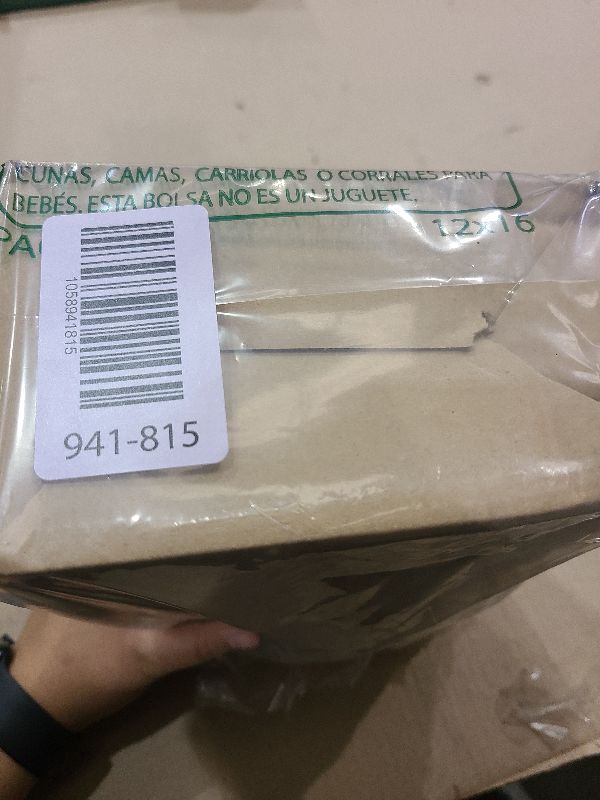 CUNAS, CAMAS, CARRIOLAS O CORRALES PARA
BEBÉS. ESTA BOLSA NO ES UN JUGUETE.
12x16
1058941815
941-815